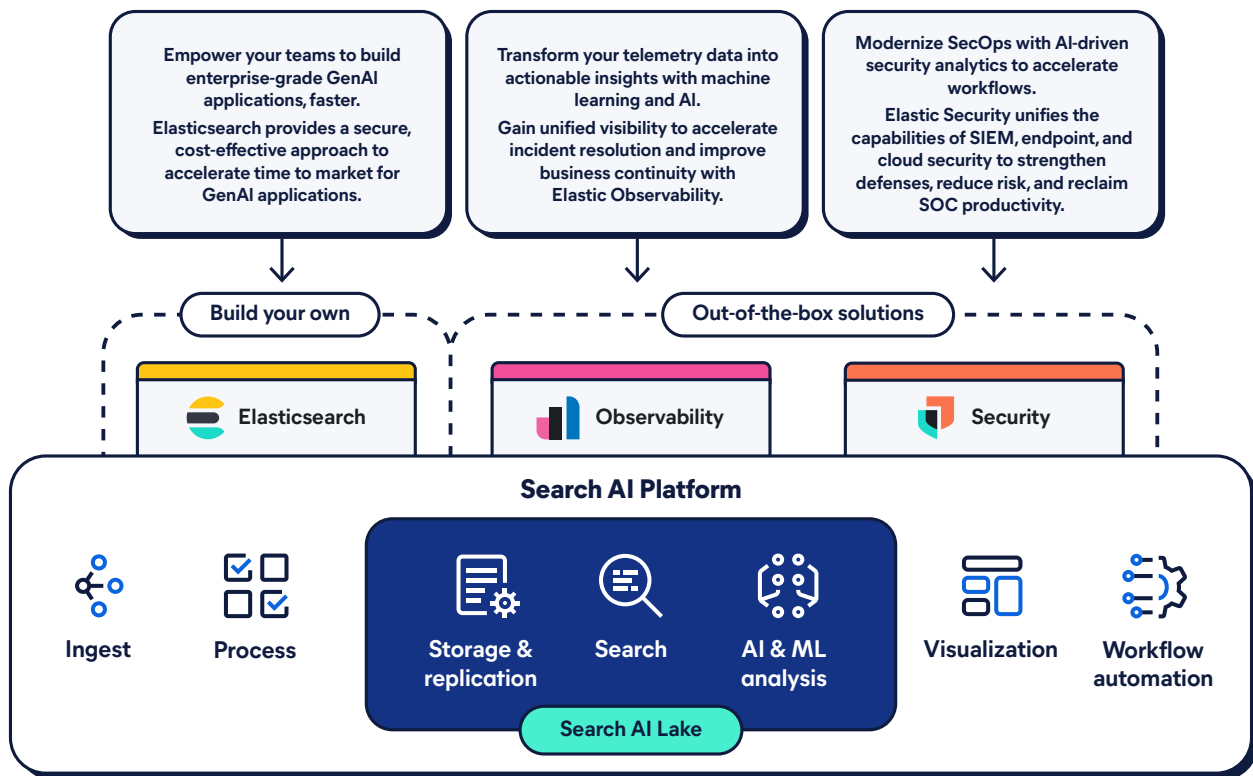 Empower your teams to build
enterprise-grade GenAI
applications, faster.
Elasticsearch provides a secure,
cost-effective approach to
accelerate time to market for
GenAI applications.
Transform your telemetry data into
actionable insights with machine
learning and AI.
Gain unified visibility to accelerate
incident resolution and improve
business continuity with
Elastic Observability.
Modernize SecOps with AI-driven
security analytics to accelerate
workflows.
Elastic Security unifies the
capabilities of SIEM, endpoint, and
cloud security to strengthen
defenses, reduce risk, and reclaim
SOC productivity.
Build your own
Out-of-the-box solutions
Elasticsearch
Observability
Security
Search AI Platform
Ingest
Process
Storage &
replication
Search
AI & ML
analysis
Visualization
Workflow
automation
Search AI Lake